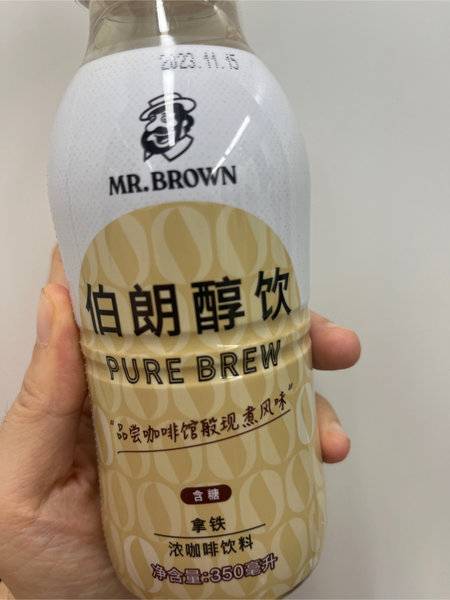 2023.11.15
MR.BROWN
伯朗醇饮
PURE BREW
"品尝咖啡馆般现煮风味"
含糖
拿铁
浓咖啡饮料
净含量:350毫升